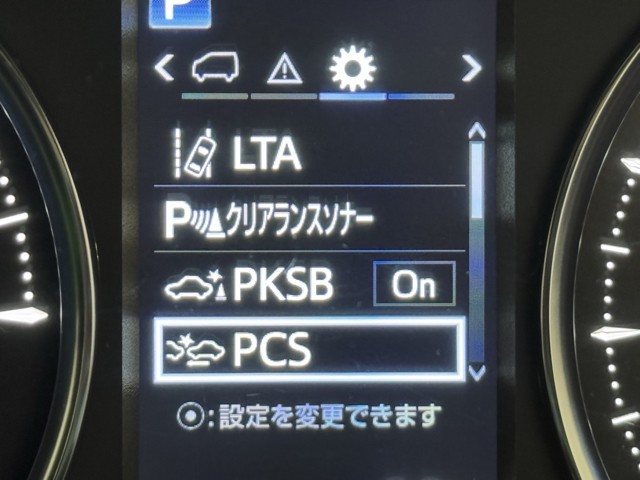 P
LTA
Pクリアランスソナー
PKSB On
PCS
:設定を変更できます